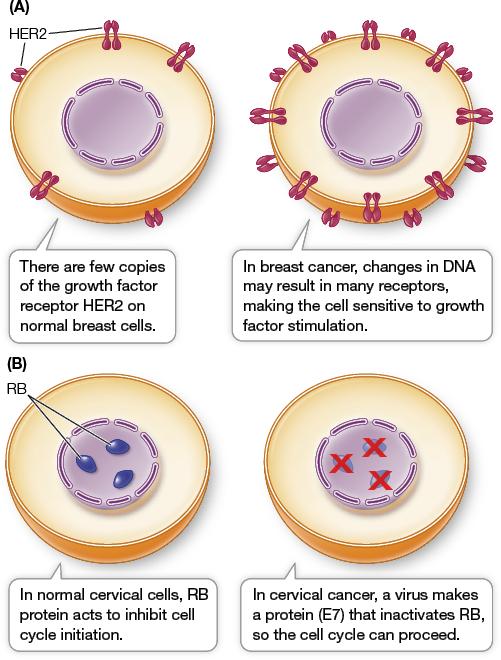 (A)
HER2
There are few copies
of the growth factor
receptor HER2 on
normal breast cells.
In breast cancer, changes in DNA
may result in many receptors,
making the cell sensitive to growth
factor stimulation.
(B)
RB
In normal cervical cells, RB
protein acts to inhibit cell
cycle initiation.
In cervical cancer, a virus makes
a protein (E7) that inactivates RB,
so the cell cycle can proceed.